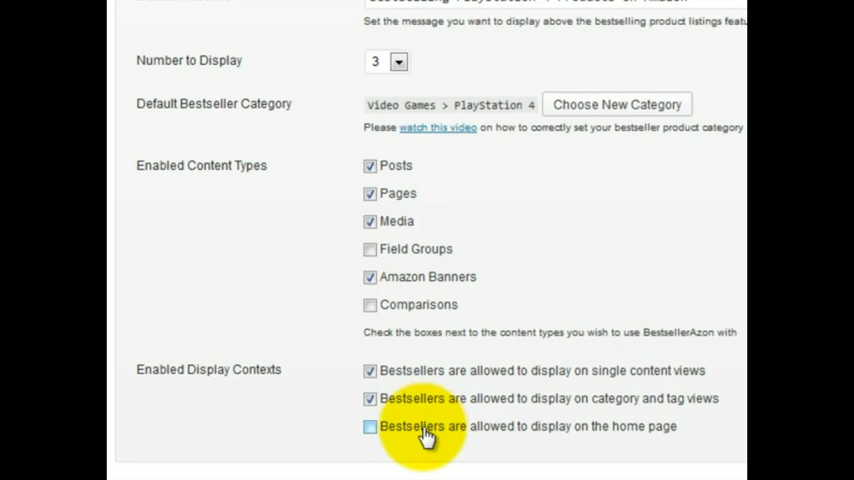 Set the message you want to display above the bestselling product listings
Number to Display
3
Default Bestseller Category
Video Games > PlayStation 4
Choose New Category
Please watch this video on how to correctly set your bestseller product category
Enabled Content Types
Posts
Pages
Media
Field Groups
Amazon Banners
Comparisons
Check the boxes next to the content types you wish to use BestsellerAzon with
Enabled Display Contexts
Bestsellers are allowed to display on single content views
Bestsellers are allowed to display on category and tag views
Bestsellers are allowed to display on the home page